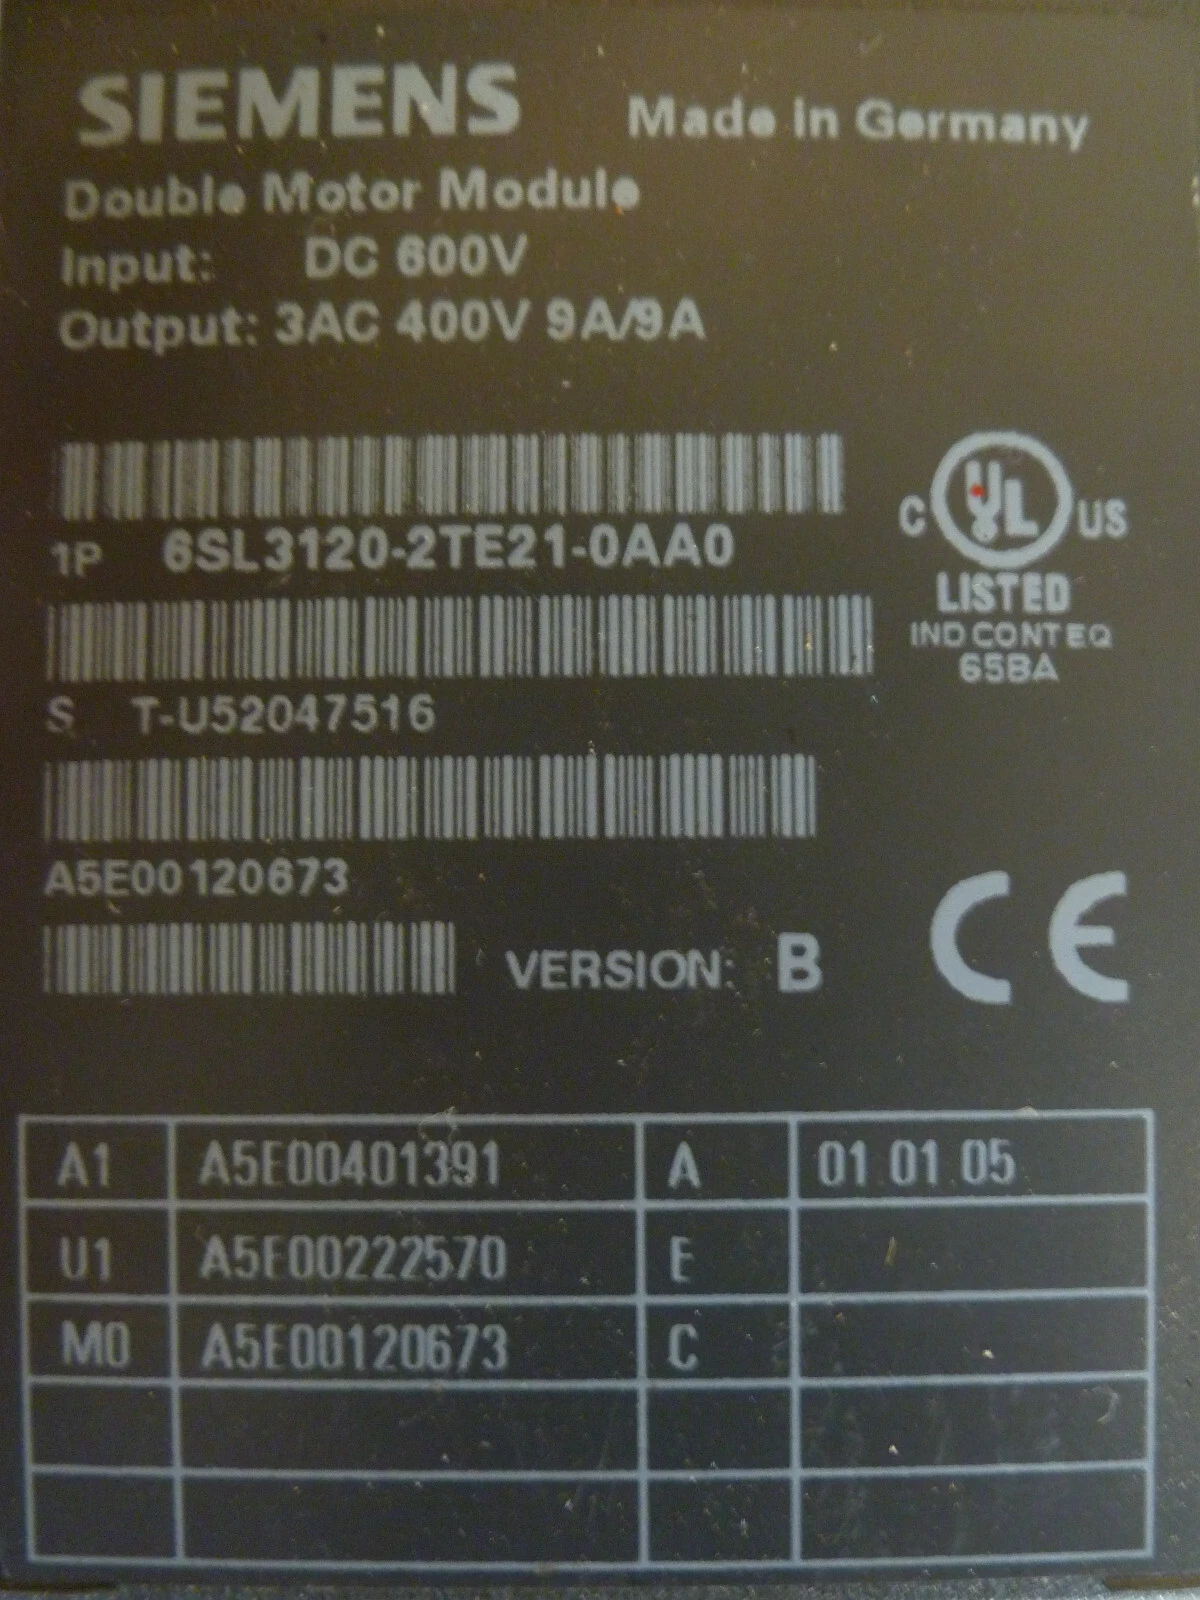 SIEMENS Made in Germany
Double Motor Module
Input: DC 600V
Output: 3AC 400V 9A/9A
1P 6SL3120-2TE21-0AA0
C UL US
LISTED
IND CONT EQ
65BA
S T-U52047516
A5E00120673
VERSION: B
CE
A1 A5E00401391 A 01 01 05
U1 A5E00222570 E
M0 A5E00120673 C